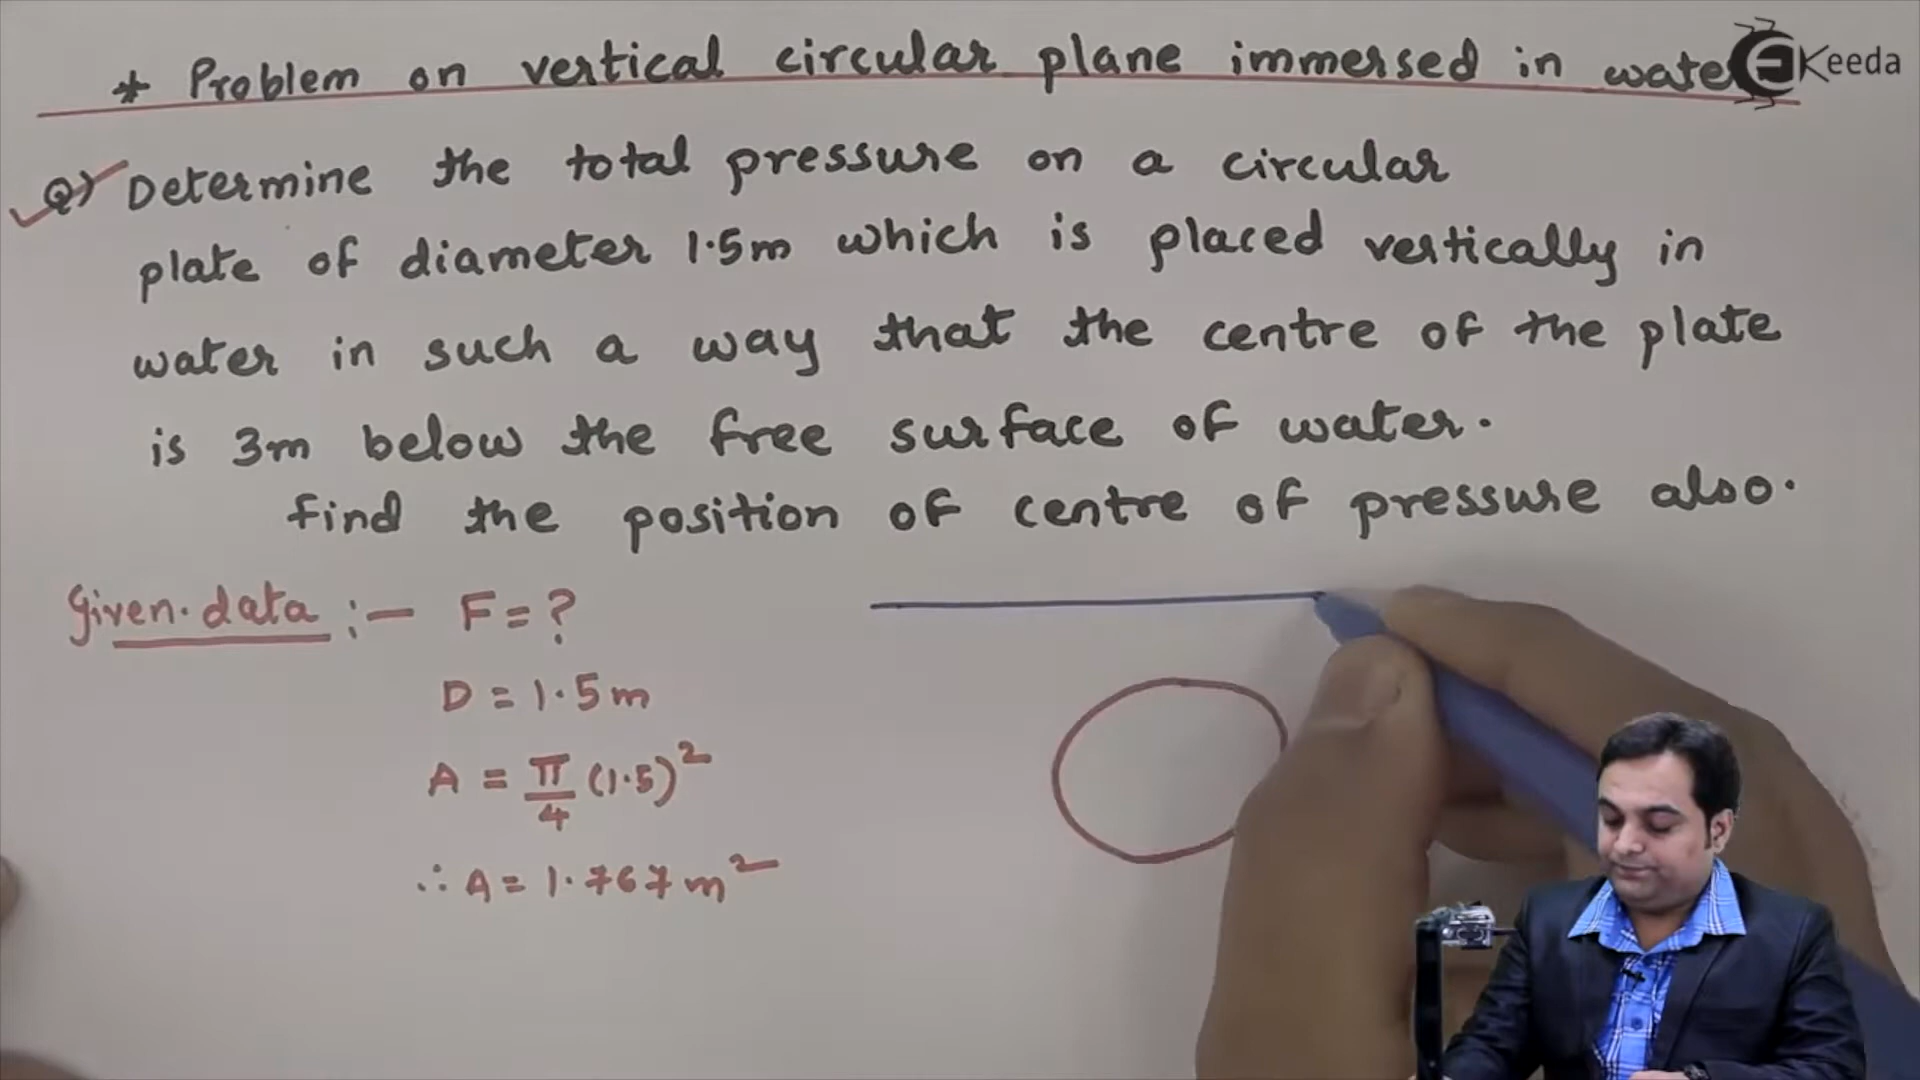 * Problem on vertical circular plane immersed in water
Keeda
Q) Determine the total pressure on a circular
plate of diameter 1.5m which is placed vertically in
water in such a way that the centre of the plate
is 3m below the free surface of water.
Find the position of centre of pressure also.
Given data :- F = ?
D = 1.5m
A = π/4 (1.5)²
∴ A = 1.767 m²